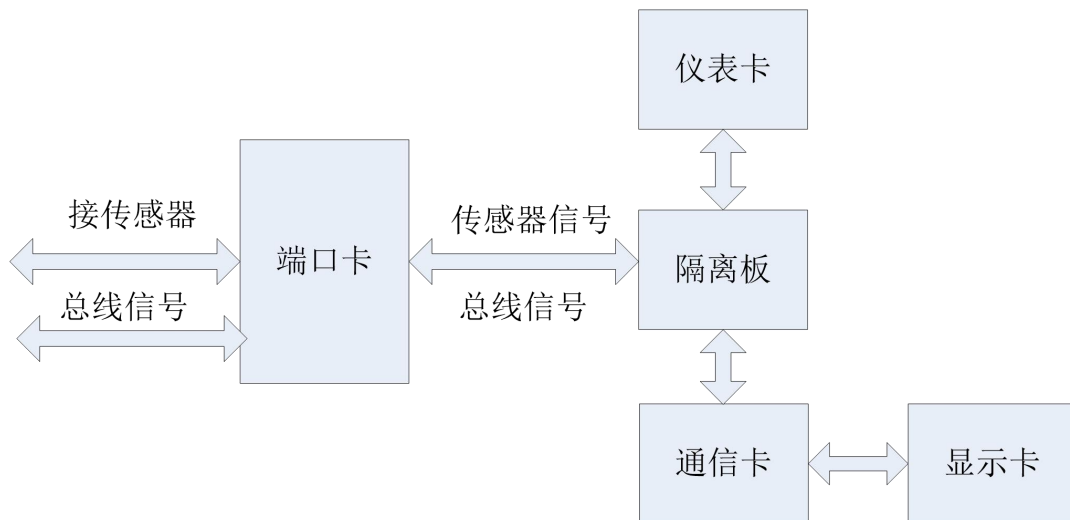 仪表卡
接传感器
传感器信号
端口卡
隔离板
总线信号
总线信号
通信卡
显示卡